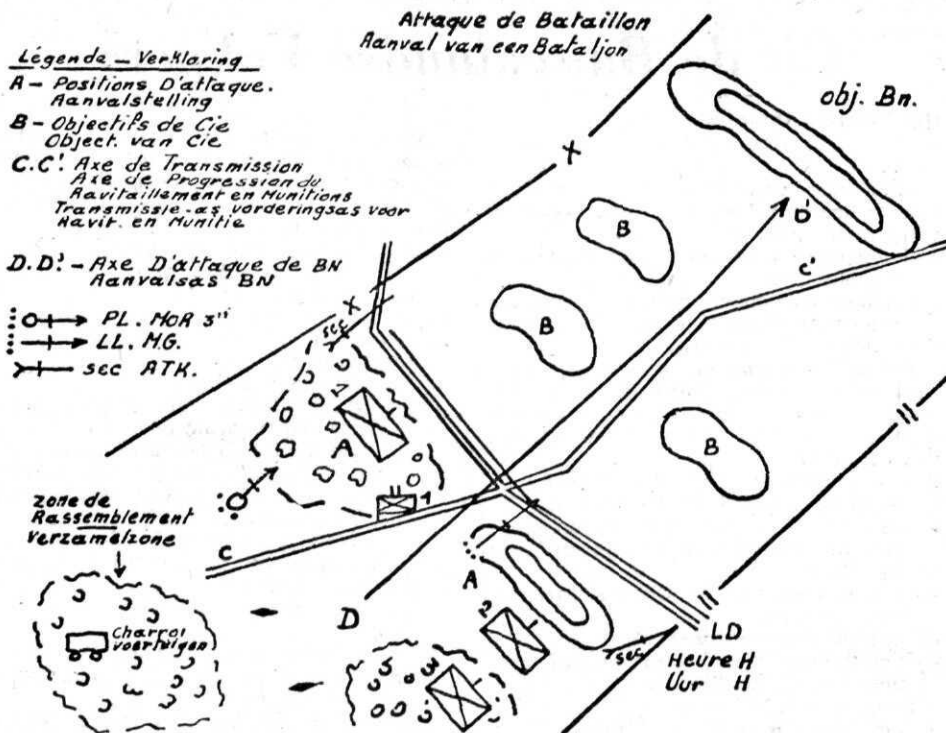 Attaque de Bataillon
Aanval van een Bataljon
Légende - Verklaring
A - Positions D'attaque.
Aanvalstelling
B - Objectifs de Cie
Object. van Cie
C.C'. Axe de Transmission
Axe de Progression du
Ravitaillement en Munitions
Transmissie-as vorderingsas voor
Ravit. en Munitie
D.D'. - Axe D'attaque de BN
Aanvalsas BN
PL. MOR 3"
LL. MG.
sec ATK.
obj. Bn.
X
D'
C'
B
B
B
X
sec
A
1
C
zone de
Rassemblement
verzamelzone
Charroi
voertuigen
D
A
2
3
sec
LD
Heure H
Uur H